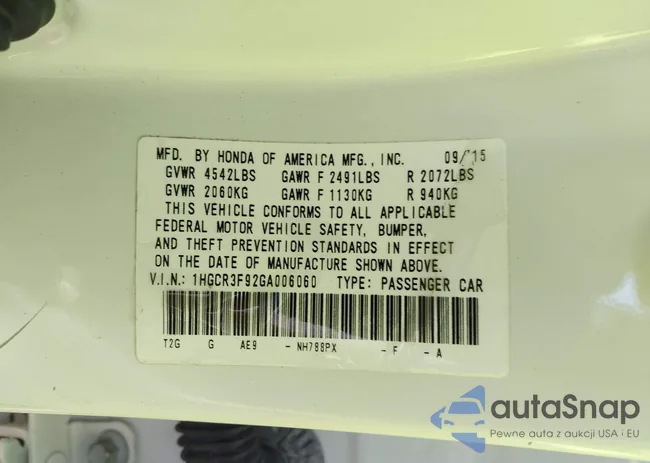 MFD. BY HONDA OF AMERICA MFG., INC. 09/15
GVWR 4542LBS GAWR F 2491LBS R 2072LBS
GVWR 2060KG GAWR F 1130KG R 940KG
THIS VEHICLE CONFORMS TO ALL APPLICABLE
FEDERAL MOTOR VEHICLE SAFETY, BUMPER,
AND THEFT PREVENTION STANDARDS IN EFFECT
ON THE DATE OF MANUFACTURE SHOWN ABOVE.
V.I.N.: 1HGCR3F92GA006060 TYPE: PASSENGER CAR
T2G G AE9 - NH788PX - F - A
autaSnap
Pewne auta z aukcji USA i EU